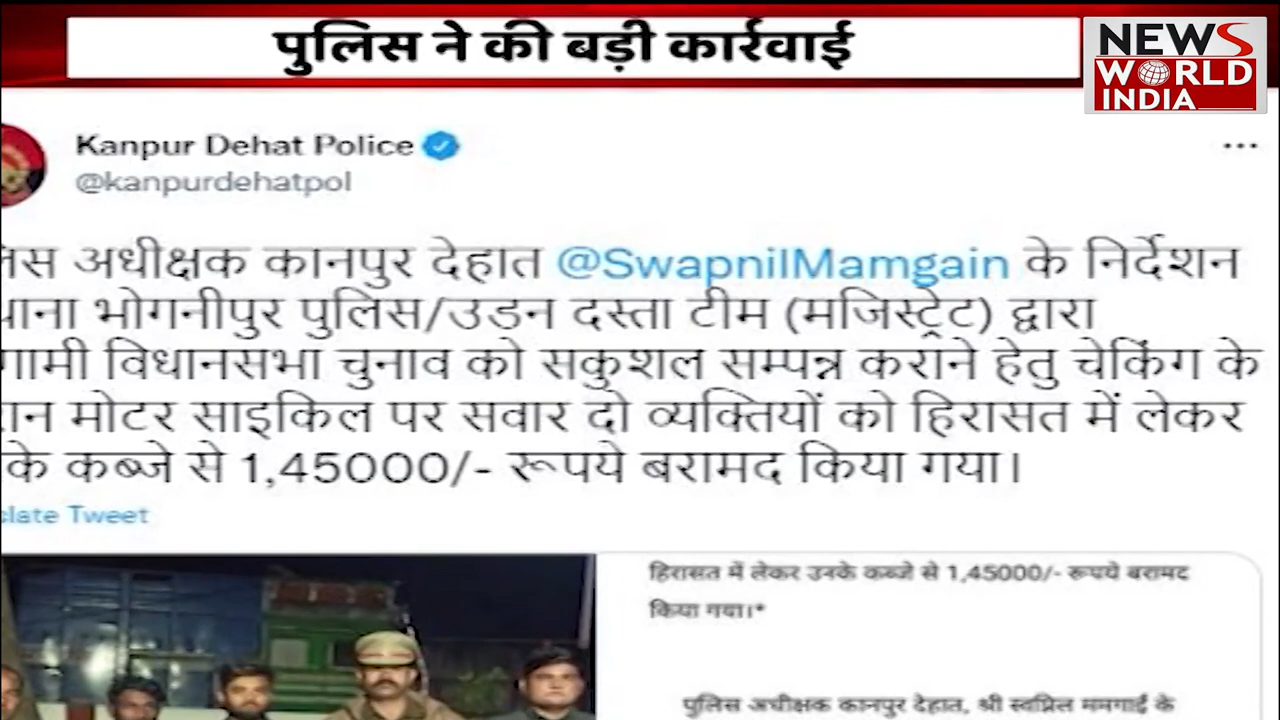 पुलिस ने की बड़ी कार्रवाई
NEWS
WORLD
INDIA
Kanpur Dehat Police
@kanpurdehatpol
अधीक्षक कानपुर देहात @SwapnilMamgain के निर्देशन
भोगनीपुर पुलिस/उड़न दस्ता टीम (मजिस्ट्रेट) द्वारा
विधानसभा चुनाव को सकुशल सम्पन्न कराने हेतु चेकिंग के
मोटर साइकिल पर सवार दो व्यक्तियों को हिरासत में लेकर
के कब्जे से 1,45000/- रूपये बरामद किया गया।
Tweet
हिरासत में लेकर उनके कब्जे से 1,45000/- रूपये बरामद
किया गया।*
पुलिस अधीक्षक कानपुर देहात, श्री स्वप्निल ममगाई के